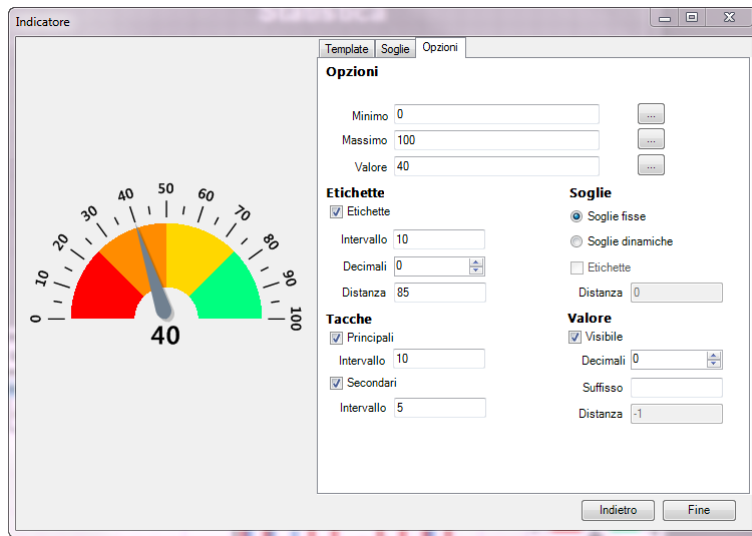 Statistica
Indicatore
Template Soglie Opzioni
Opzioni
Minimo 0 ...
Massimo 100 ...
Valore 40 ...
Etichette
Etichette
Intervallo 10
Decimali 0
Distanza 85
Tacche
Principali
Intervallo 10
Secondari
Intervallo 5
Soglie
Soglie fisse
Soglie dinamiche
Etichette
Distanza 0
Valore
Visibile
Decimali 0
Suffisso
Distanza -1
0
10
20
30
40
50
60
70
80
90
100
40
Indietro Fine